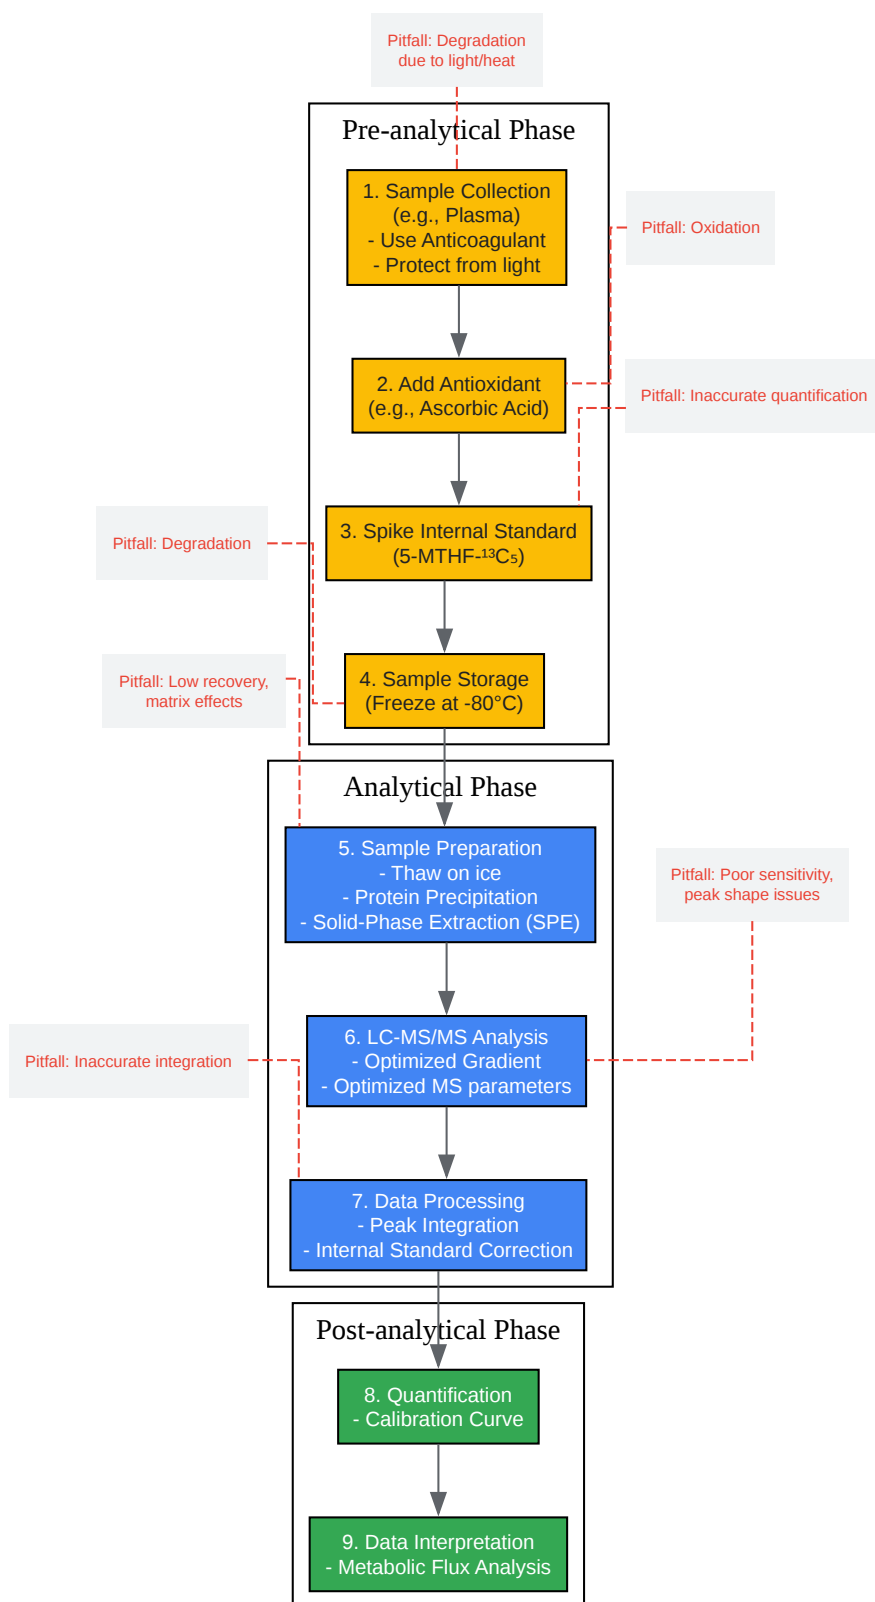 Pitfall: Degradation
due to light/heat
Pre-analytical Phase
1. Sample Collection
(e.g., Plasma)
- Use Anticoagulant
- Protect from light
Pitfall: Oxidation
2. Add Antioxidant
(e.g., Ascorbic Acid)
Pitfall: Inaccurate quantification
3. Spike Internal Standard
(5-MTHF-¹³C₅)
Pitfall: Degradation
4. Sample Storage
(Freeze at -80°C)
Pitfall: Low recovery,
matrix effects
Analytical Phase
5. Sample Preparation
- Thaw on ice
- Protein Precipitation
- Solid-Phase Extraction (SPE)
Pitfall: Poor sensitivity,
peak shape issues
6. LC-MS/MS Analysis
- Optimized Gradient
- Optimized MS parameters
Pitfall: Inaccurate integration
7. Data Processing
- Peak Integration
- Internal Standard Correction
Post-analytical Phase
8. Quantification
- Calibration Curve
9. Data Interpretation
- Metabolic Flux Analysis